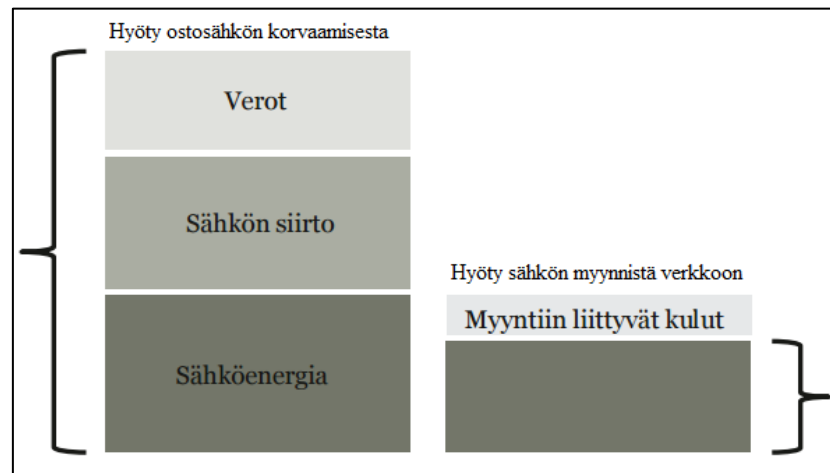 Hyöty ostosähkön korvaamisesta
Verot
Sähkön siirto
Sähköenergia
Hyöty sähkön myynnistä verkkoon
Myyntiin liittyvät kulut